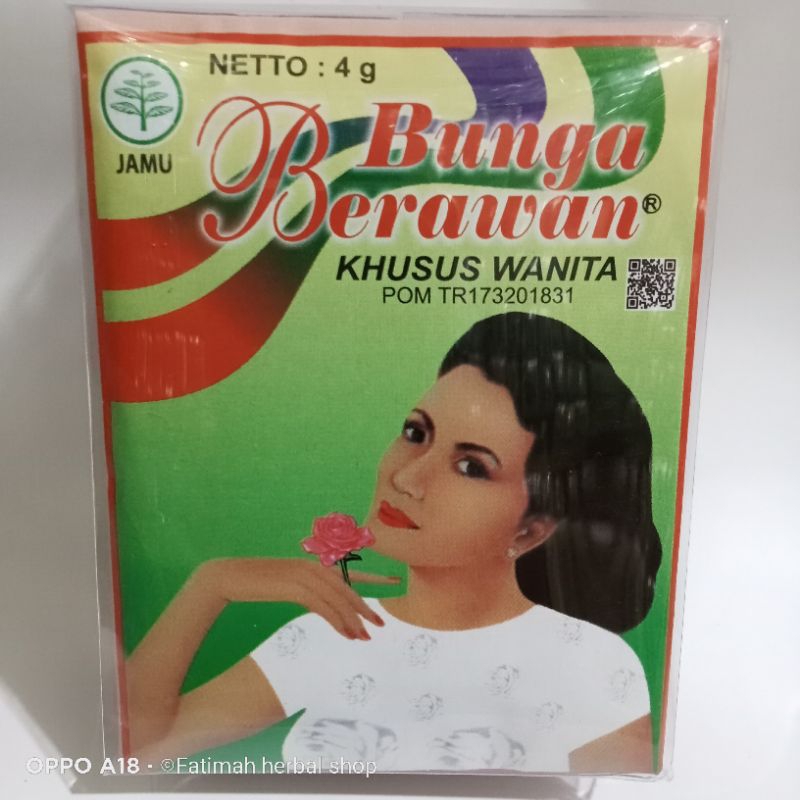 NETTO : 4 g
JAMU
Bunga
Berawan®
KHUSUS WANITA
POM TR173201831
OPPO A18 · ©Fatimah herbal shop